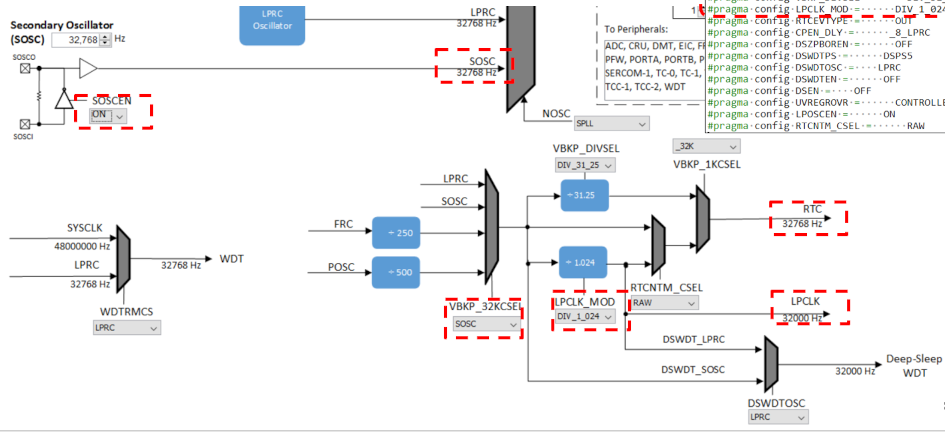 LPRC
Oscillator
LPRC
32768 Hz
Secondary Oscillator
(SOSC) 32,768 Hz
SOSCO
SOSCI
SOSCEN
ON
SOSC
32768 Hz
NOSC
SPLL
1
To Peripherals:
ADC, CRU, DMT, EIC,
PFW, PORTA, PORTB,
SERCOM-1, TC-0, TC-1,
TCC-1, TCC-2, WDT
#pragma·config·LPCLK_MOD·=······DIV_1_024
#pragma·config·RTCEVTYPE·=······OUT
#pragma·config·CPEN_DLY·=······_8_LPRC
#pragma·config·DSZPBOREN·=······OFF
#pragma·config·DSWDTPS·=······DSPS5
#pragma·config·DSWDTOSC·=····LPRC
#pragma·config·DSWDTEN·=······OFF
#pragma·config·DSEN·=····OFF
#pragma·config·UVREGROVR·=······CONTROLLE
#pragma·config·LPOSCEN·=······ON
#pragma·config·RTCNTM_CSEL·=······RAW
SYSCLK
48000000 Hz
LPRC
32768 Hz
32768 Hz
WDT
WDTRMCS
LPRC
LPRC
SOSC
FRC
÷ 250
POSC
÷ 500
VBKP_32KCSEL
SOSC
VBKP_DIVSEL
DIV_31_25
÷31.25
÷ 1.024
LPCLK_MOD
DIV_1_024
_32K
VBKP_1KCSEL
RTCNTM_CSEL
RAW
RTC
32768 Hz
LPCLK
32000 Hz
DSWDT_LPRC
DSWDT_SOSC
DSWDTOSC
LPRC
32000 Hz
Deep-Sleep
WDT